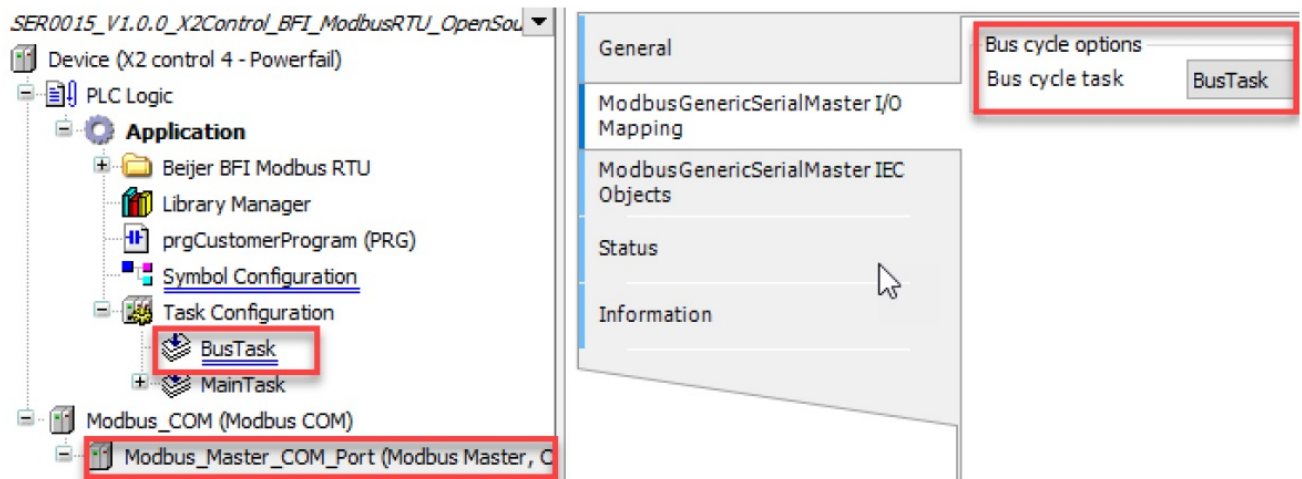 SER0015_V1.0.0_X2Control_BFI_ModbusRTU_OpenSou
Device (X2 control 4 - Powerfail)
PLC Logic
Application
Beijer BFI Modbus RTU
Library Manager
prgCustomerProgram (PRG)
Symbol Configuration
Task Configuration
BusTask
MainTask
Modbus_COM (Modbus COM)
Modbus_Master_COM_Port (Modbus Master, C
General
ModbusGenericSerialMaster I/O
Mapping
ModbusGenericSerialMaster IEC
Objects
Status
Information
Bus cycle options
Bus cycle task BusTask